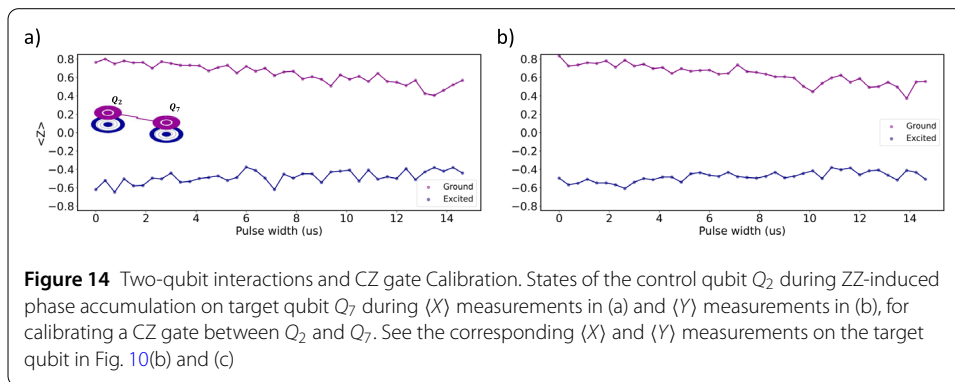 a)
b)
0.8
0.6
0.4
0.2
0.0
−0.2
−0.4
−0.6
−0.8
<Z>
Q2
Q7
Ground
Excited
0 2 4 6 8 10 12 14
Pulse width (us)
0.8
0.6
0.4
0.2
0.0
−0.2
−0.4
−0.6
−0.8
Ground
Excited
0 2 4 6 8 10 12 14
Pulse width (us)
Figure 14 Two-qubit interactions and CZ gate Calibration. States of the control qubit Q2 during ZZ-induced
phase accumulation on target qubit Q7 during ⟨X⟩ measurements in (a) and ⟨Y⟩ measurements in (b), for
calibrating a CZ gate between Q2 and Q7. See the corresponding ⟨X⟩ and ⟨Y⟩ measurements on the target
qubit in Fig. 10(b) and (c)